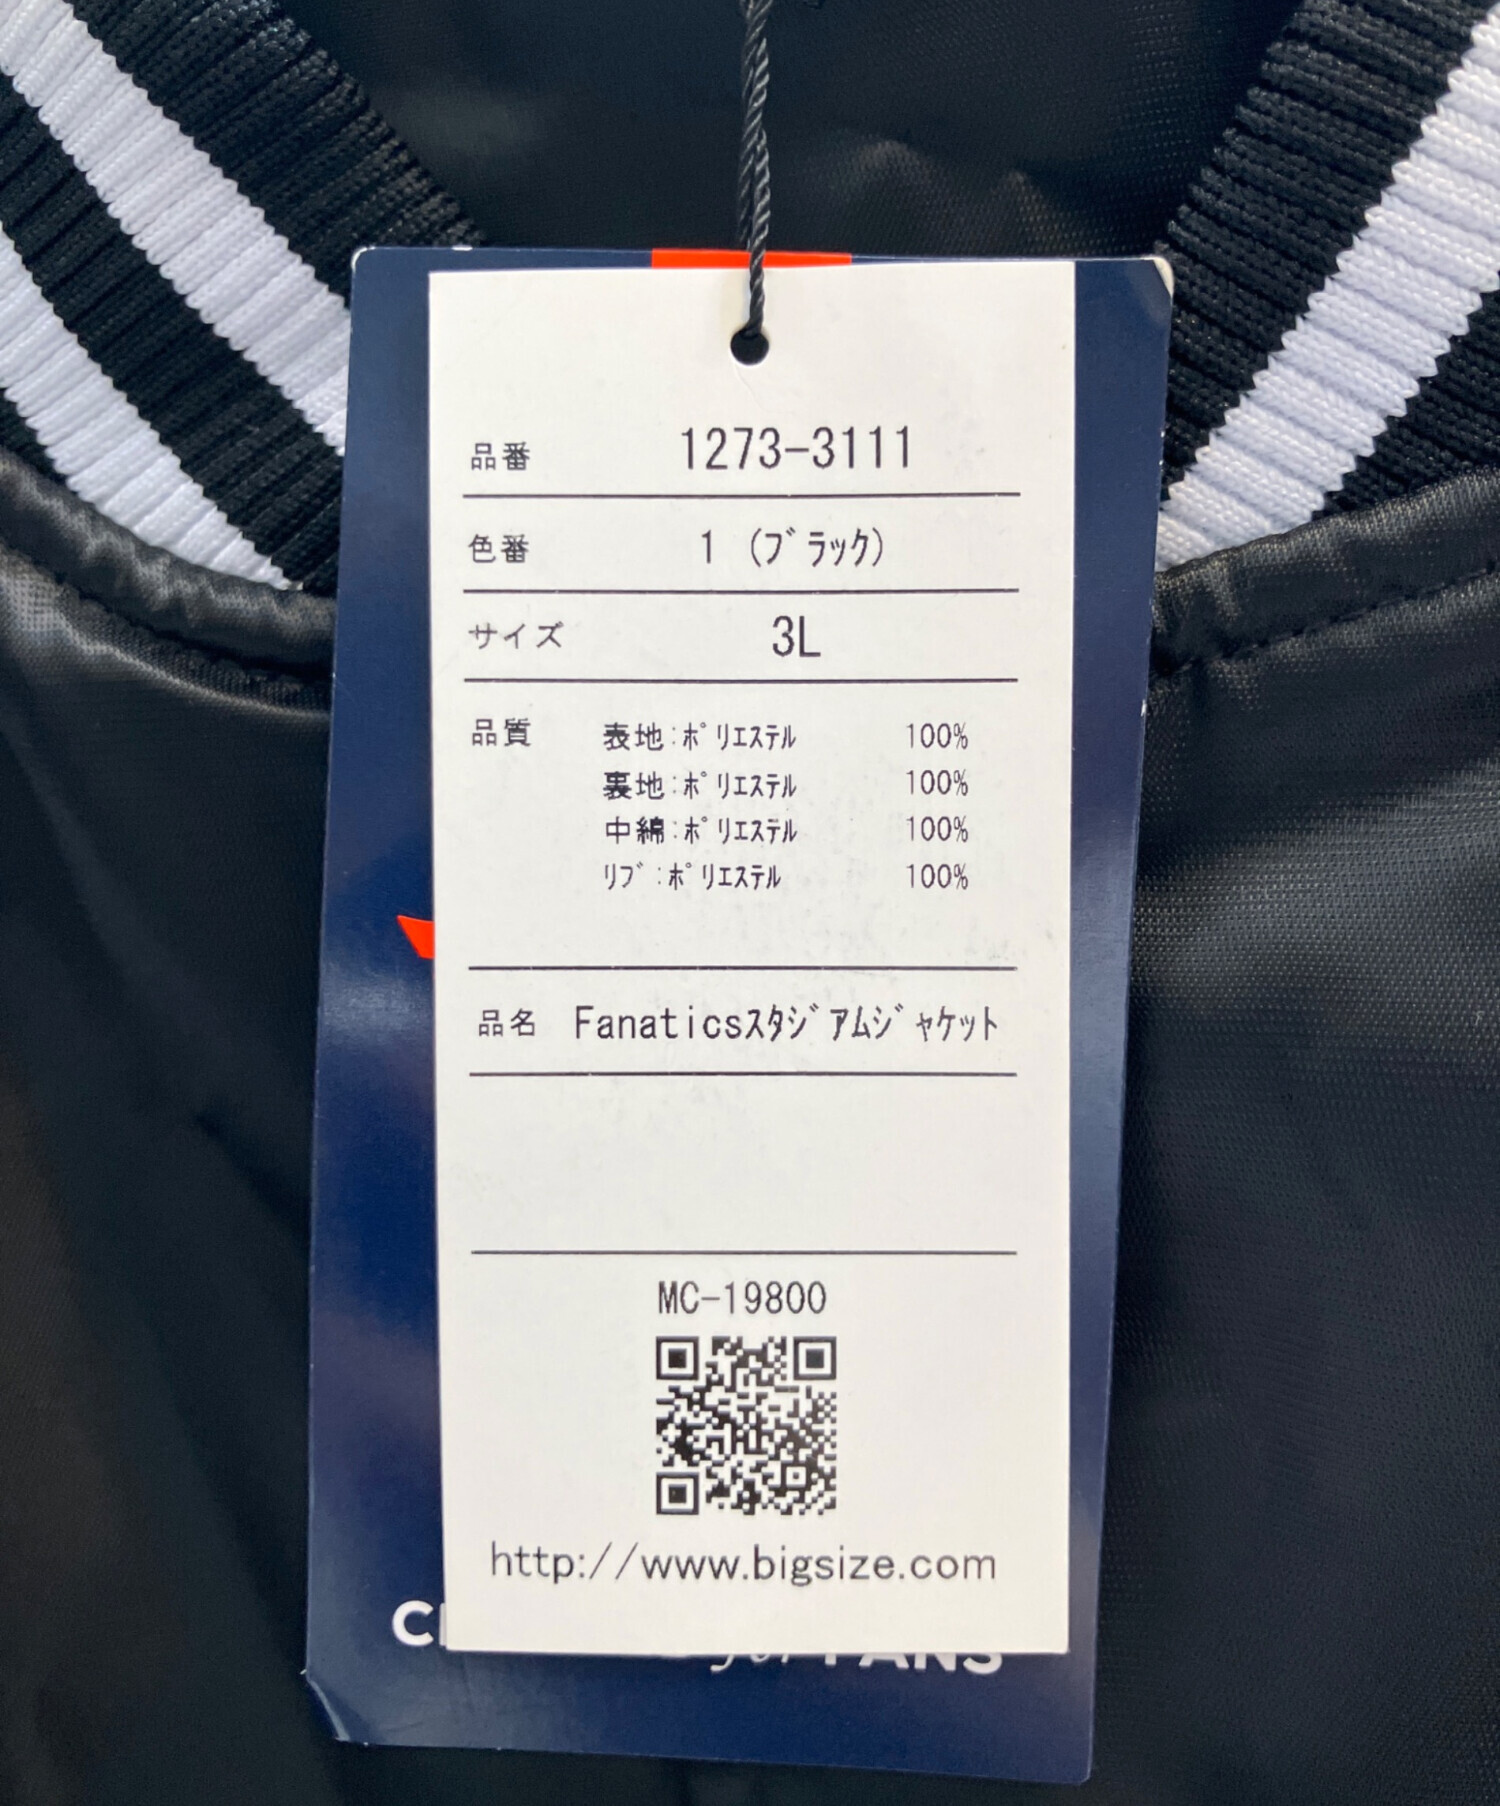 品番 1273-3111
色番 1 (ﾌﾞﾗｯｸ)
サイズ 3L
品質 表地:ﾎﾟﾘｴｽﾃﾙ 100%
裏地:ﾎﾟﾘｴｽﾃﾙ 100%
中綿:ﾎﾟﾘｴｽﾃﾙ 100%
ﾘﾌﾞ:ﾎﾟﾘｴｽﾃﾙ 100%
品名 Fanaticsｽﾀｼﾞｱﾑｼﾞｬｹｯﾄ
MC-19800
http://www.bigsize.com
for FANS